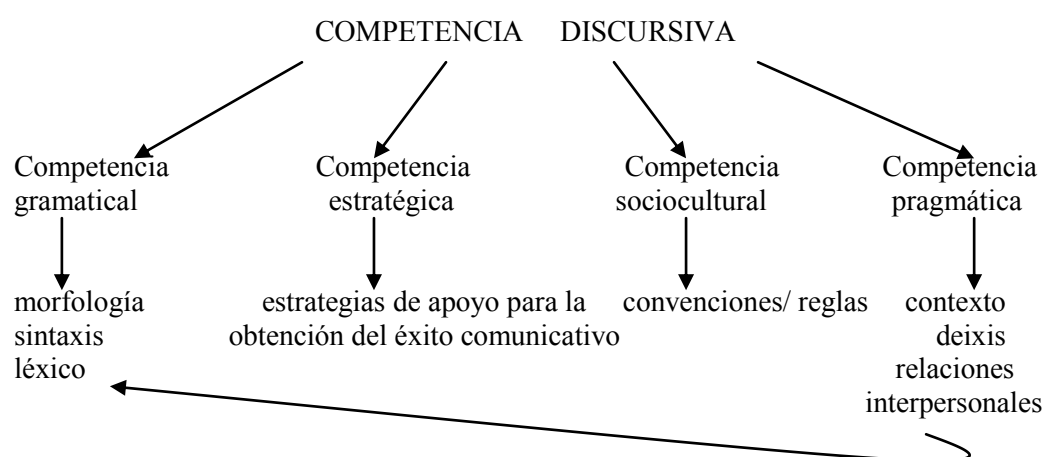 COMPETENCIA DISCURSIVA
Competencia
gramatical
Competencia
estratégica
Competencia
sociocultural
Competencia
pragmática
morfología
sintaxis
léxico
estrategias de apoyo para la
obtención del éxito comunicativo
convenciones/ reglas
contexto
deixis
relaciones
interpersonales